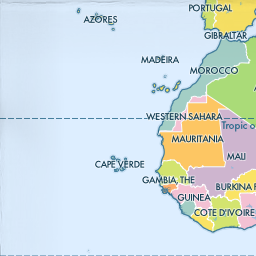 PORTUGAL
AZORES
GIBRALTAR
MADEIRA
MOROCCO
WESTERN SAHARA
Tropic o
MAURITANIA
MALI
CAPE VERDE
GAMBIA, THE
BURKINA F
GUINEA
COTE D'IVOIRE